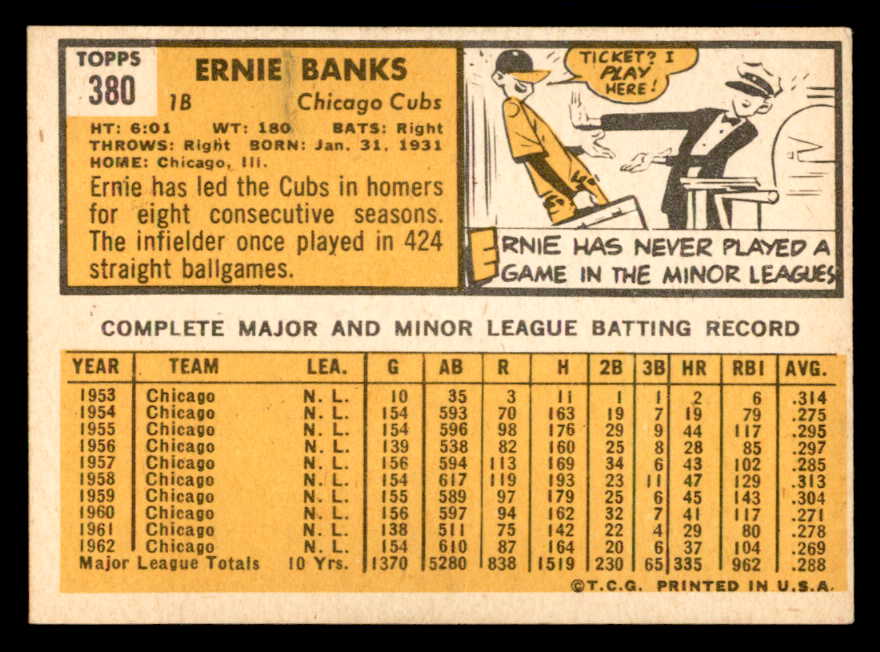 TOPPS
380
ERNIE BANKS
1B Chicago Cubs
HT: 6:01 WT: 180 BATS: Right
THROWS: Right BORN: Jan. 31, 1931
HOME: Chicago, Ill.
Ernie has led the Cubs in homers
for eight consecutive seasons.
The infielder once played in 424
straight ballgames.
TICKET? I
PLAY
HERE!
ERNIE HAS NEVER PLAYED A
GAME IN THE MINOR LEAGUES
COMPLETE MAJOR AND MINOR LEAGUE BATTING RECORD
YEAR TEAM LEA. G AB R H 2B 3B HR RBI AVG.
1953 Chicago N. L. 10 35 3 11 1 1 2 6 .314
1954 Chicago N. L. 154 593 70 163 19 7 19 79 .275
1955 Chicago N. L. 154 596 98 176 29 9 44 117 .295
1956 Chicago N. L. 139 538 82 160 25 8 28 85 .297
1957 Chicago N. L. 156 594 113 169 34 6 43 102 .285
1958 Chicago N. L. 154 617 119 193 23 11 47 129 .313
1959 Chicago N. L. 155 589 97 179 25 6 45 143 .304
1960 Chicago N. L. 156 597 94 162 32 7 41 117 .271
1961 Chicago N. L. 138 511 75 142 22 4 29 80 .278
1962 Chicago N. L. 154 610 87 164 20 6 37 104 .269
Major League Totals 10 Yrs. 1370 5280 838 1519 230 65 335 962 .288
©T.C.G. PRINTED IN U.S.A.